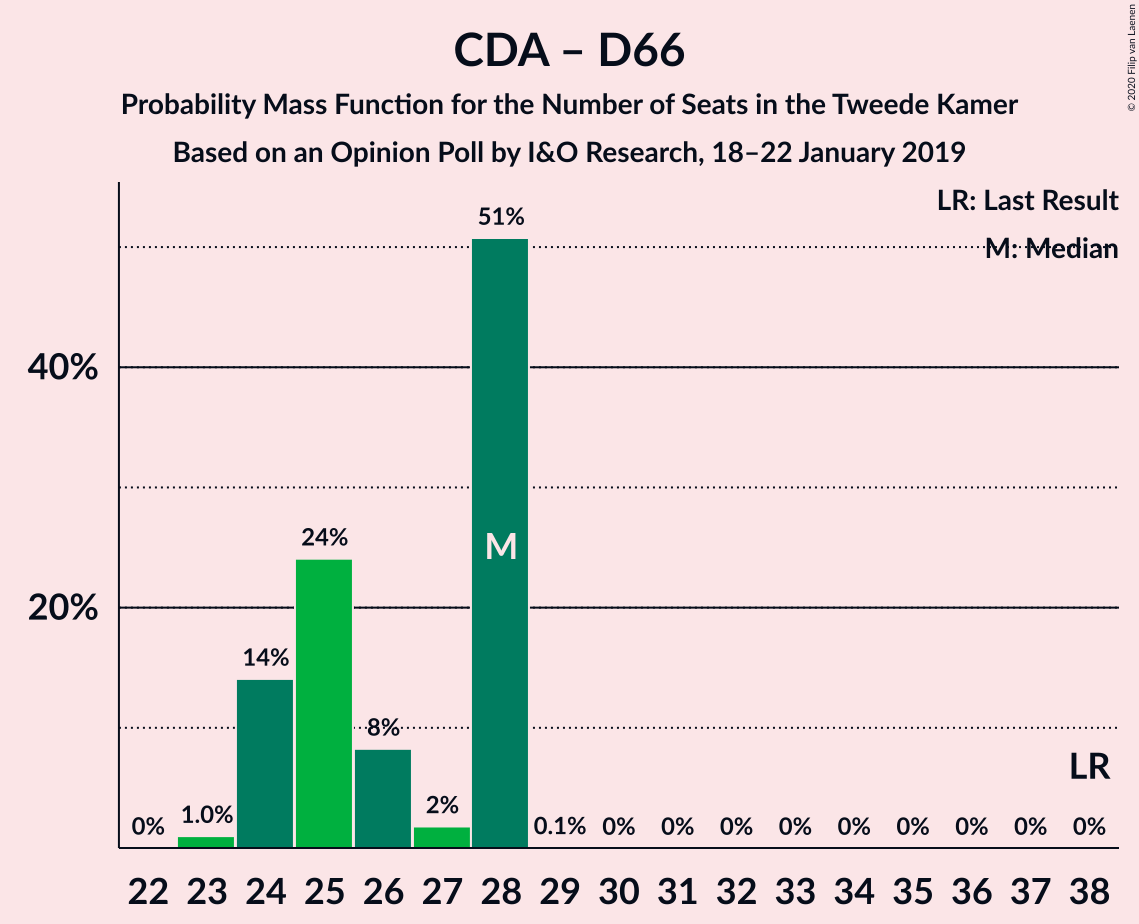 CDA – D66
Probability Mass Function for the Number of Seats in the Tweede Kamer
Based on an Opinion Poll by I&O Research, 18–22 January 2019
© 2020 Filip van Laenen
LR: Last Result
M: Median
40%
20%
0%
1.0%
14%
24%
8%
2%
51%
M
0.1%
0%
0%
0%
0%
0%
0%
0%
0%
0%
LR
22 23 24 25 26 27 28 29 30 31 32 33 34 35 36 37 38